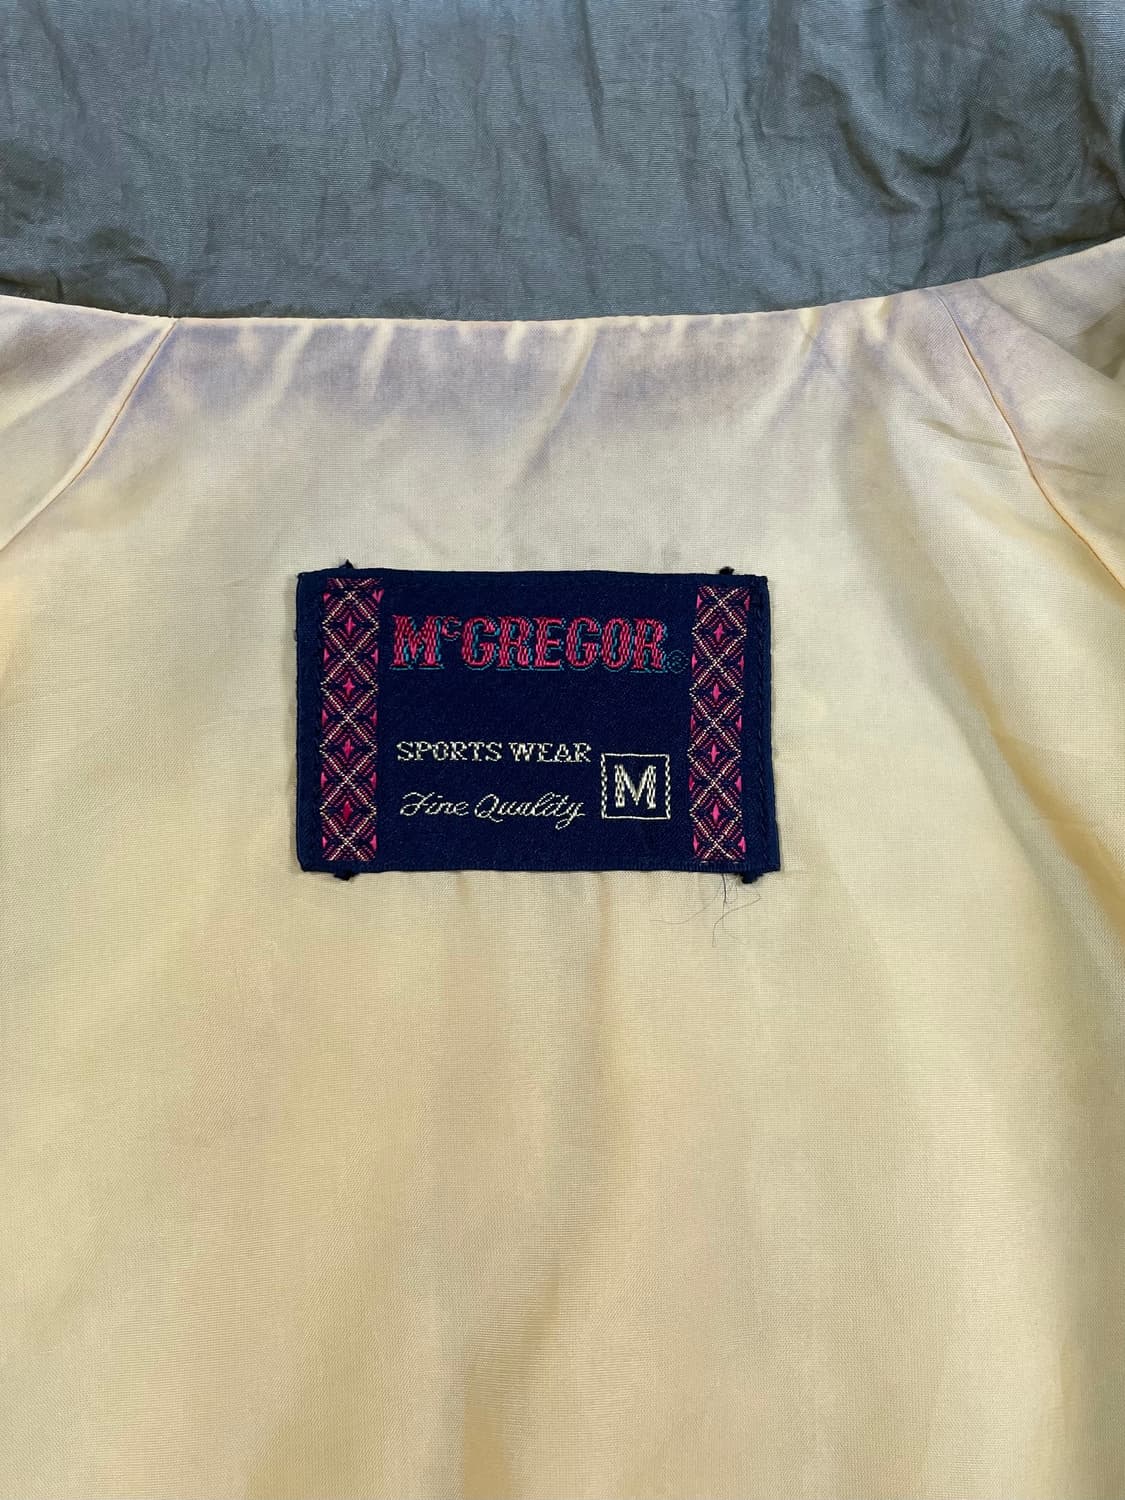 McGREGOR®
SPORTS WEAR
Fine Quality
M